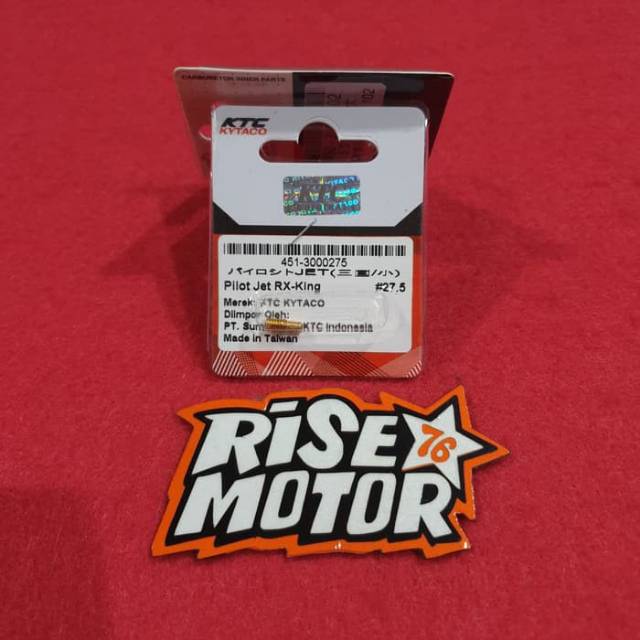 CARBURETOR INNER PARTS
KTC
KYTACO
KTC
451-3000275
パイロットJET(三国/小)
Pilot Jet RX-King #27,5
Merek: KTC KYTACO
Diimpor Oleh:
PT. Sum KTC Indonesia
Made in Taiwan
RiSE 76
MOTOR